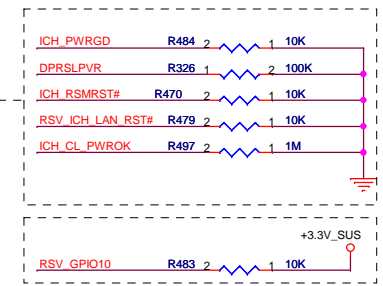 ICH_PWRGD R484 2 1 10K
DPRSLPVR R326 1 2 100K
ICH_RSMRST# R470 2 1 10K
RSV_ICH_LAN_RST# R479 2 1 10K
ICH_CL_PWROK R497 2 1 1M
+3.3V_SUS
RSV_GPIO10 R483 2 1 10K